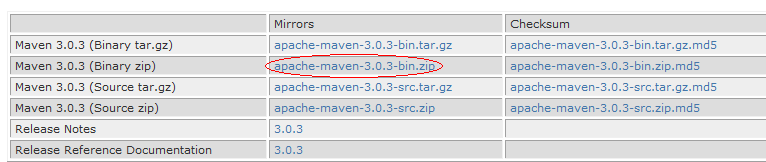 Mirrors Checksum
Maven 3.0.3 (Binary tar.gz) apache-maven-3.0.3-bin.tar.gz apache-maven-3.0.3-bin.tar.gz.md5
Maven 3.0.3 (Binary zip) apache-maven-3.0.3-bin.zip apache-maven-3.0.3-bin.zip.md5
Maven 3.0.3 (Source tar.gz) apache-maven-3.0.3-src.tar.gz apache-maven-3.0.3-src.tar.gz.md5
Maven 3.0.3 (Source zip) apache-maven-3.0.3-src.zip apache-maven-3.0.3-src.zip.md5
Release Notes 3.0.3
Release Reference Documentation 3.0.3